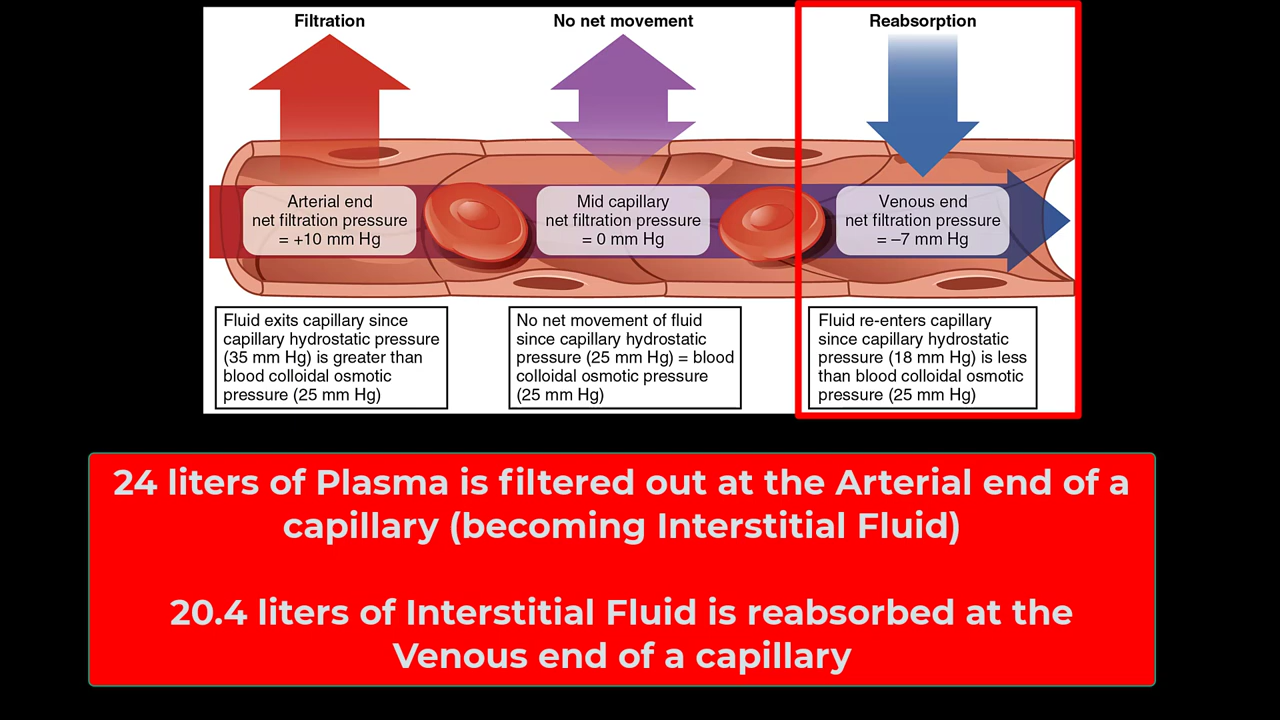 Filtration
No net movement
Reabsorption
Arterial end
net filtration pressure
= +10 mm Hg
Mid capillary
net filtration pressure
= 0 mm Hg
Venous end
net filtration pressure
= –7 mm Hg
Fluid exits capillary since
capillary hydrostatic pressure
(35 mm Hg) is greater than
blood colloidal osmotic
pressure (25 mm Hg)
No net movement of fluid
since capillary hydrostatic
pressure (25 mm Hg) = blood
colloidal osmotic pressure
(25 mm Hg)
Fluid re-enters capillary
since capillary hydrostatic
pressure (18 mm Hg) is less
than blood colloidal osmotic
pressure (25 mm Hg)
24 liters of Plasma is filtered out at the Arterial end of a
capillary (becoming Interstitial Fluid)
20.4 liters of Interstitial Fluid is reabsorbed at the
Venous end of a capillary